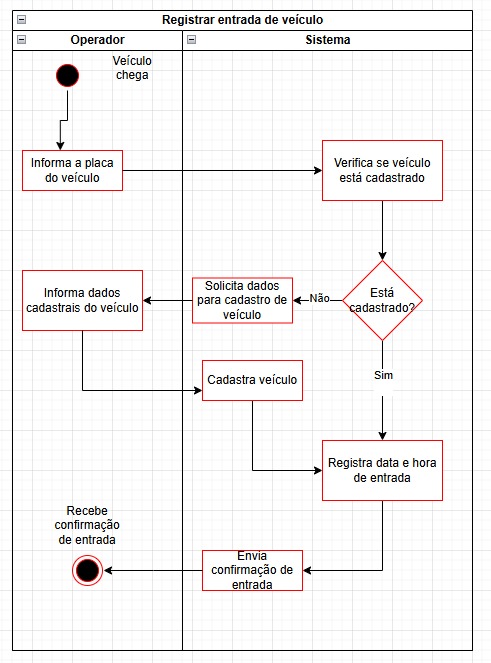 Registrar entrada de veículo
Operador
Sistema
Veículo
chega
Informa a placa
do veículo
Verifica se veículo
está cadastrado
Informa dados
cadastrais do veículo
Solicita dados
para cadastro de
veículo
Não
Está
cadastrado?
Sim
Cadastra veículo
Registra data e hora
de entrada
Recebe
confirmação
de entrada
Envia
confirmação de
entrada